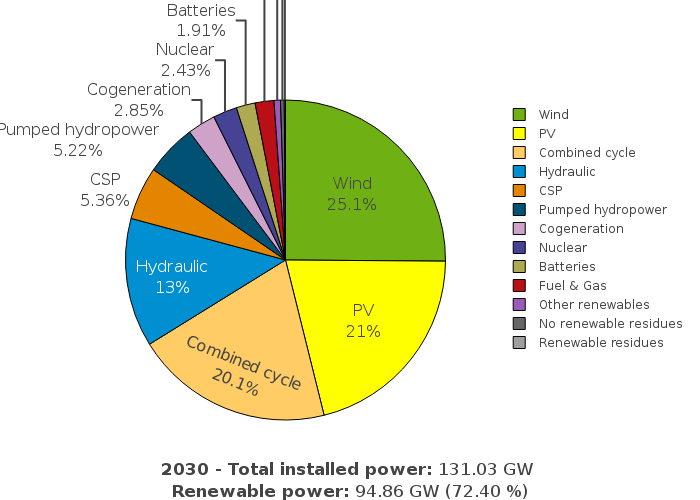 Batteries
1.91%
Nuclear
2.43%
Cogeneration
2.85%
Pumped hydropower
5.22%
CSP
5.36%
Wind
25.1%
Hydraulic
13%
PV
21%
Combined cycle
20.1%
Wind
PV
Combined cycle
Hydraulic
CSP
Pumped hydropower
Cogeneration
Nuclear
Batteries
Fuel & Gas
Other renewables
No renewable residues
Renewable residues
2030 - Total installed power: 131.03 GW
Renewable power: 94.86 GW (72.40 %)